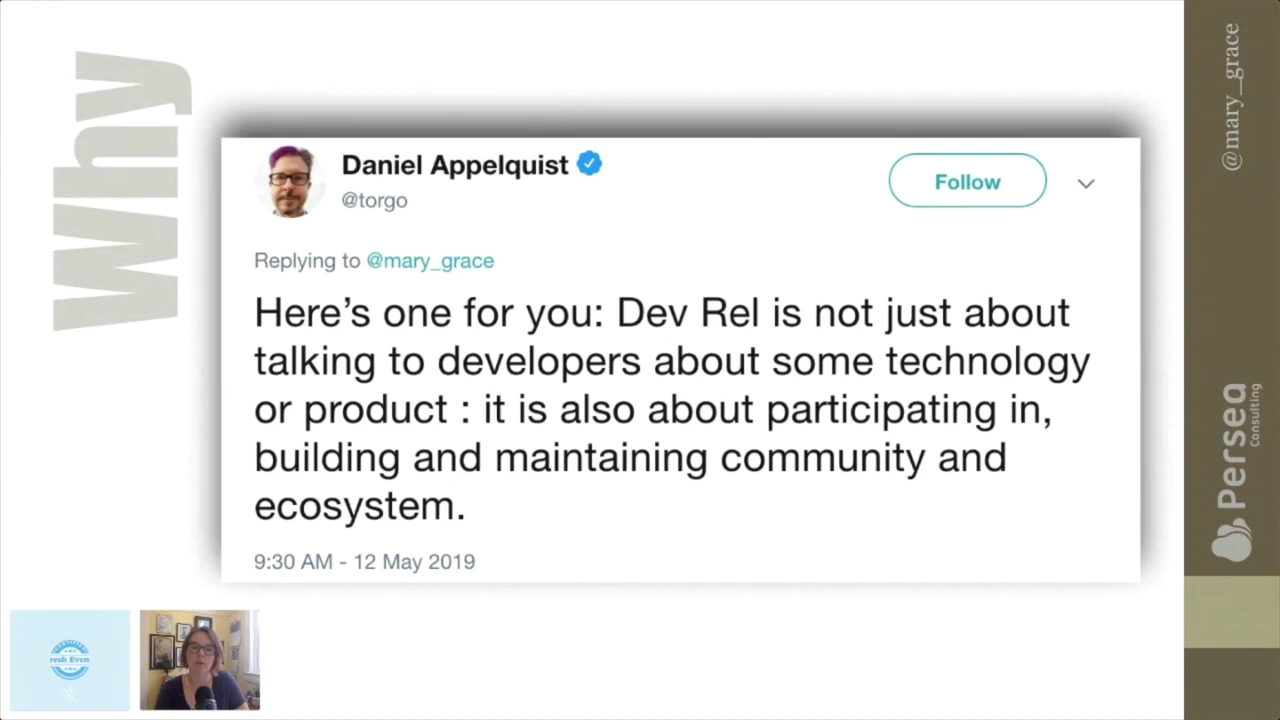 Why
Daniel Appelquist
@torgo
Follow
Replying to @mary_grace
Here’s one for you: Dev Rel is not just about
talking to developers about some technology
or product : it is also about participating in,
building and maintaining community and
ecosystem.
9:30 AM - 12 May 2019
@mary_grace
Persea
Consulting
resh Even